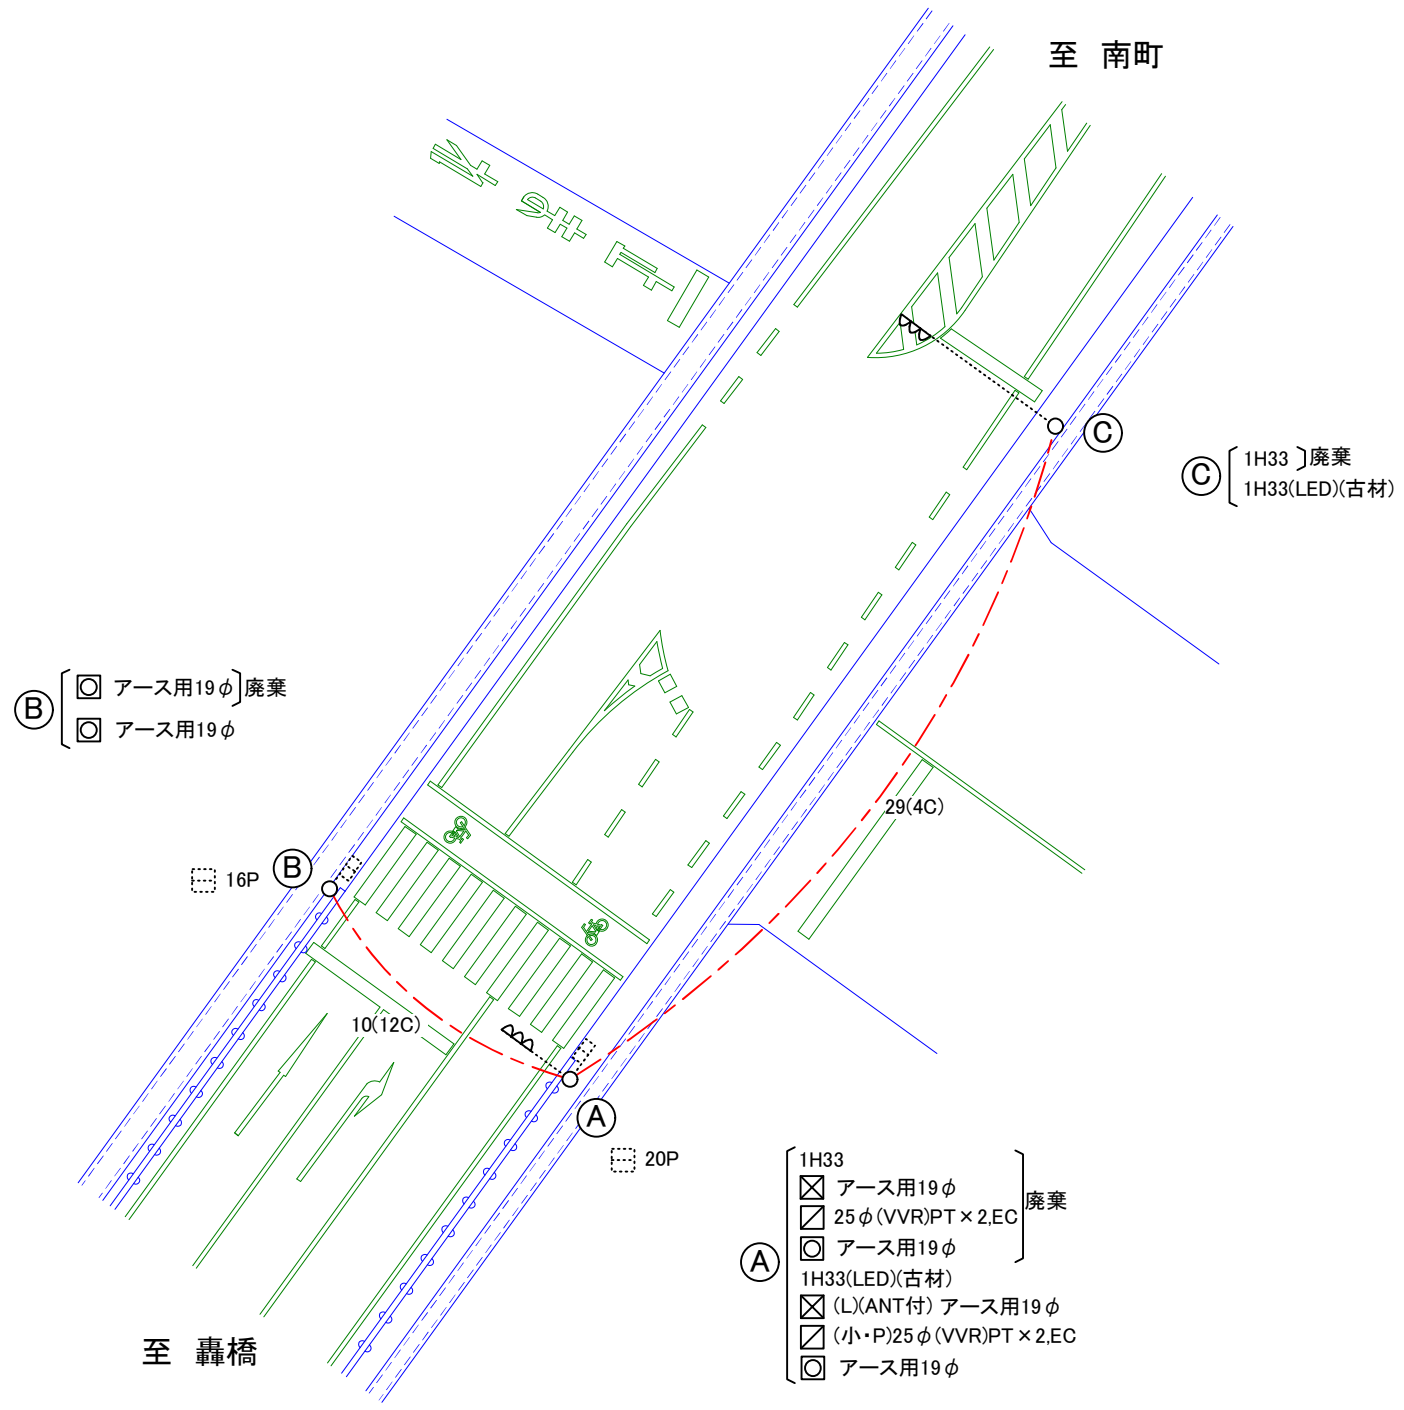 至 南町
止まれ
C
C
1H33
廃棄
1H33(LED)(古材)
B
アース用19φ
廃棄
アース用19φ
29(4C)
B
16P
10(12C)
A
20P
A
1H33
アース用19φ
25φ(VVR)PT×2,EC
アース用19φ
廃棄
1H33(LED)(古材)
(L)(ANT付) アース用19φ
(小・P)25φ(VVR)PT×2,EC
アース用19φ
至 轟橋